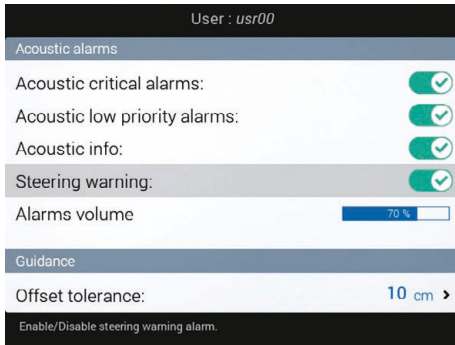 User : usr00
Acoustic alarms
Acoustic critical alarms:
Acoustic low priority alarms:
Acoustic info:
Steering warning:
Alarms volume 70 %
Guidance
Offset tolerance: 10 cm >
Enable/Disable steering warning alarm.